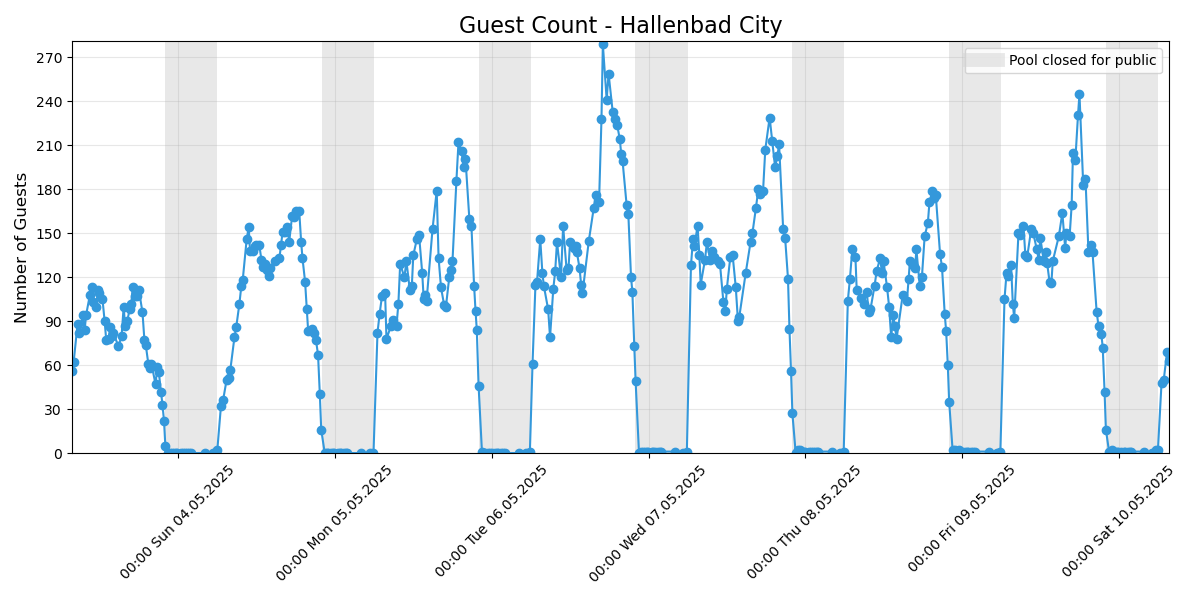 Guest Count - Hallenbad City
Pool closed for public
Number of Guests
270
240
210
180
150
120
90
60
30
0
00:00 Sun 04.05.2025
00:00 Mon 05.05.2025
00:00 Tue 06.05.2025
00:00 Wed 07.05.2025
00:00 Thu 08.05.2025
00:00 Fri 09.05.2025
00:00 Sat 10.05.2025